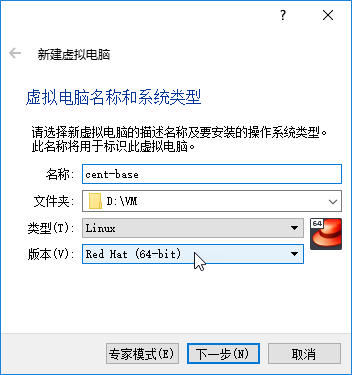 ?
新建虚拟电脑
虚拟电脑名称和系统类型
请选择新虚拟电脑的描述名称及要安装的操作系统类型。
此名称将用于标识此虚拟电脑。
名称: cent-base
文件夹: D:\VM
类型(T): Linux
64
版本(V): Red Hat (64-bit)
专家模式(E) 下一步(N) 取消